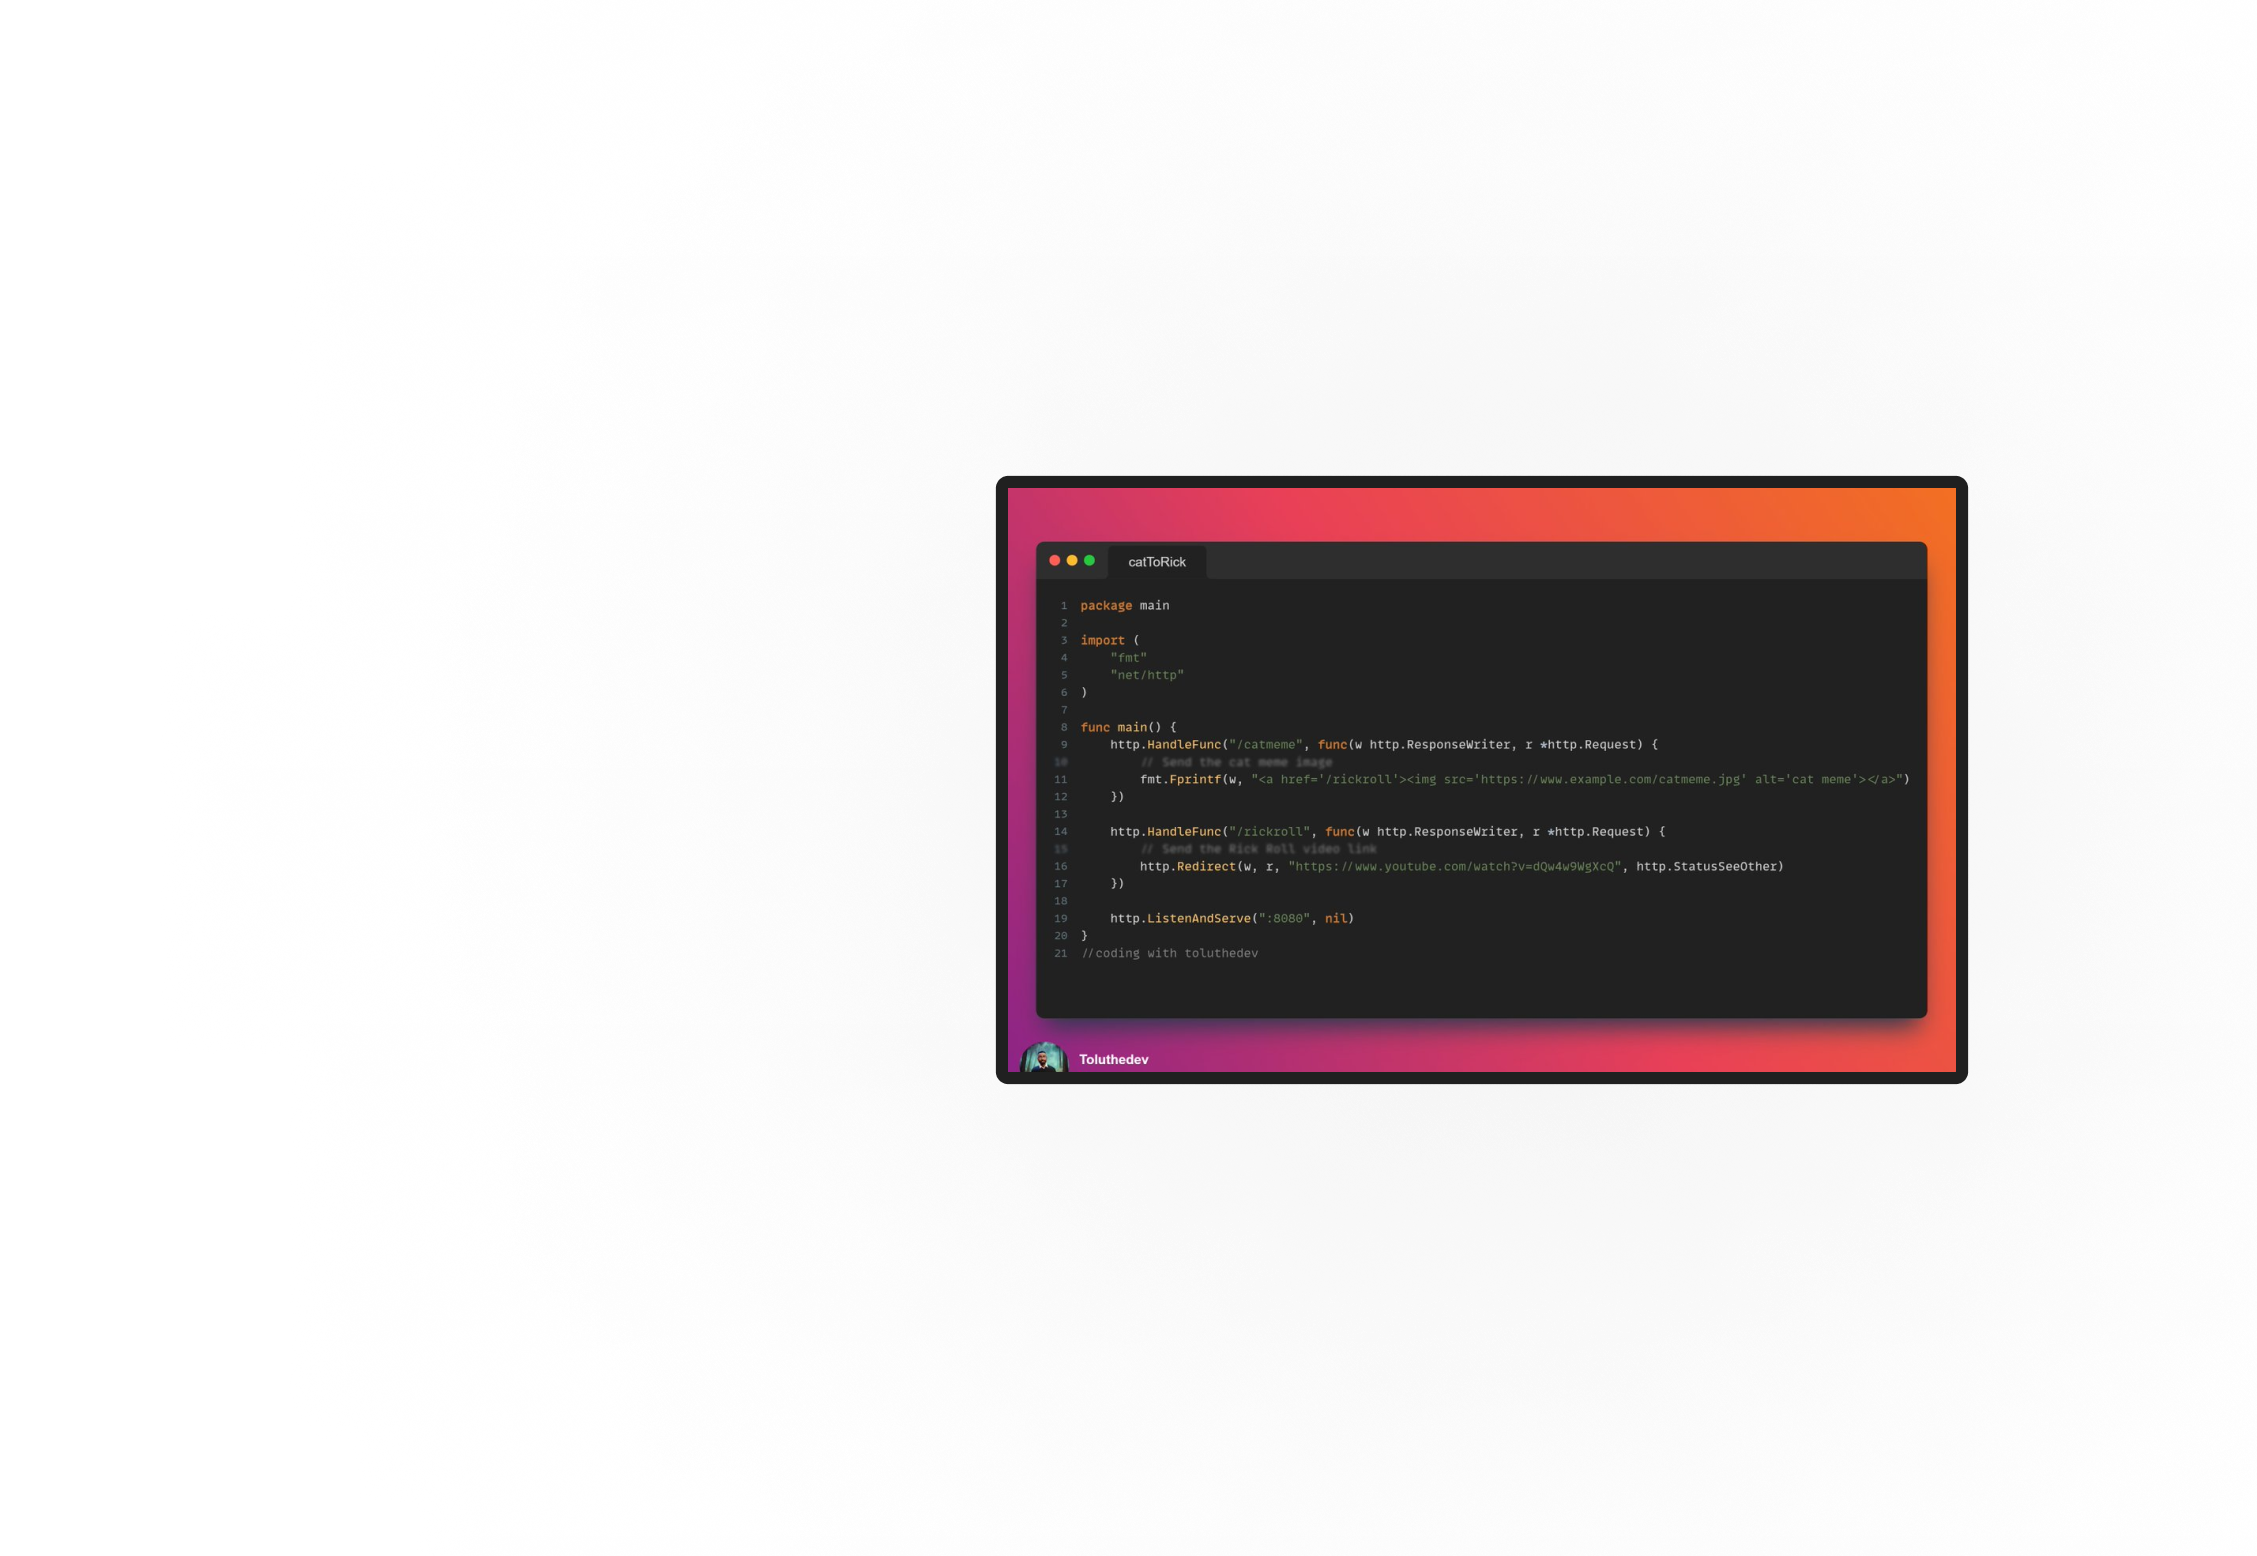 catToRick
1 package main
2
3 import (
4 "fmt"
5 "net/http"
6 )
7
8 func main() {
9 http.HandleFunc("/catmeme", func(w http.ResponseWriter, r *http.Request) {
10 // Send the cat meme image
11 fmt.Fprintf(w, "<a href='/rickroll'><img src='https://www.example.com/catmeme.jpg' alt='cat meme'></a>")
12 })
13
14 http.HandleFunc("/rickroll", func(w http.ResponseWriter, r *http.Request) {
15 // Send the Rick Roll video link
16 http.Redirect(w, r, "https://www.youtube.com/watch?v=dQw4w9WgXcQ", http.StatusSeeOther)
17 })
18
19 http.ListenAndServe(":8080", nil)
20 }
21 //coding with toluthedev
Toluthedev